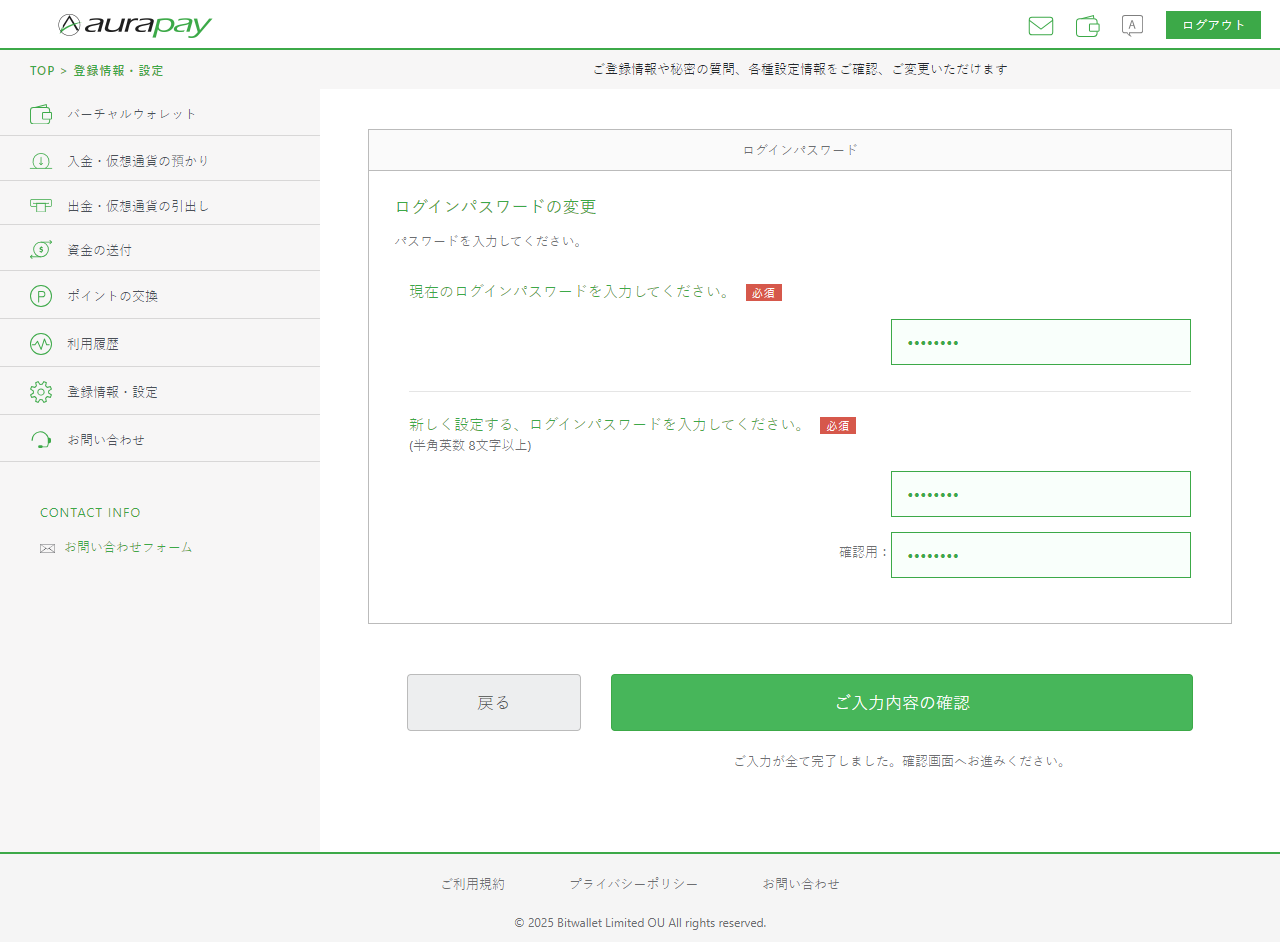 aurapay
A
ログアウト
TOP > 登録情報・設定
ご登録情報や秘密の質問、各種設定情報をご確認、ご変更いただけます
バーチャルウォレット
入金・仮想通貨の預かり
出金・仮想通貨の引出し
$
資金の送付
P
ポイントの交換
利用履歴
登録情報・設定
お問い合わせ
CONTACT INFO
お問い合わせフォーム
ログインパスワード
ログインパスワードの変更
パスワードを入力してください。
現在のログインパスワードを入力してください。 必須
••••••••
新しく設定する、ログインパスワードを入力してください。 必須
(半角英数 8文字以上)
••••••••
確認用： ••••••••
戻る
ご入力内容の確認
ご入力が全て完了しました。確認画面へお進みください。
ご利用規約 プライバシーポリシー お問い合わせ
© 2025 Bitwallet Limited OU All rights reserved.